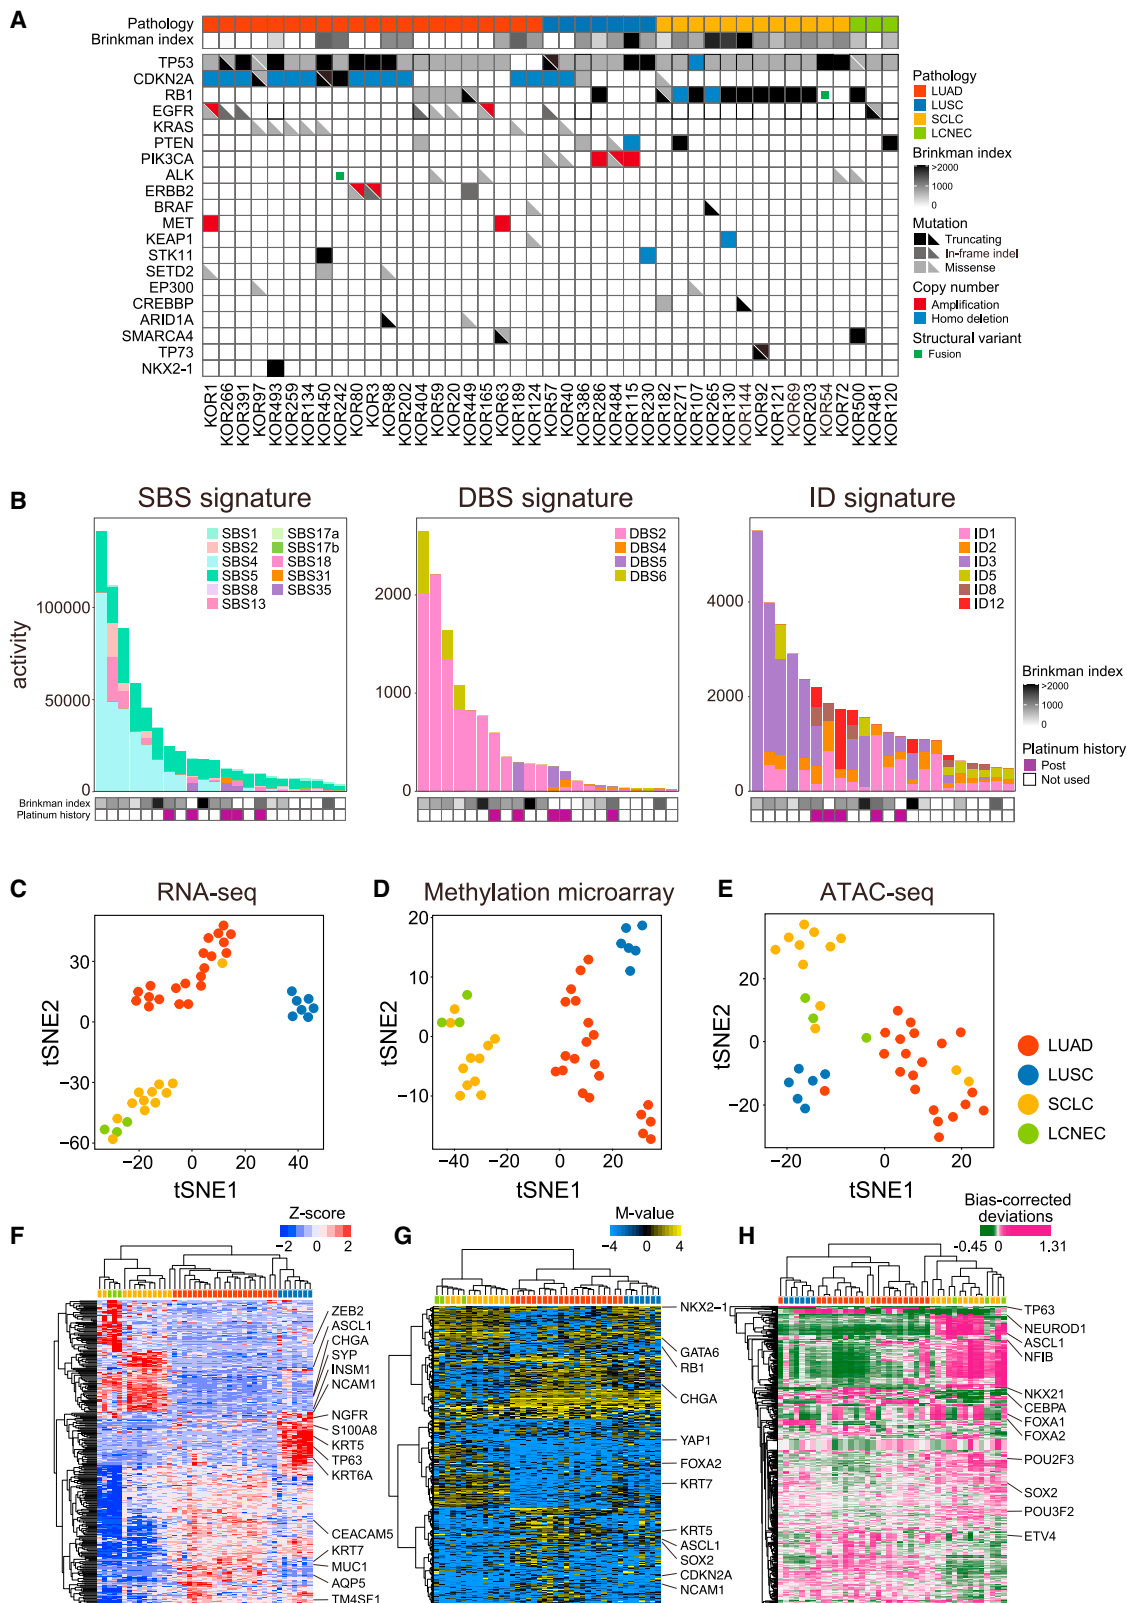 A
Pathology
Brinkman index
TP53
CDKN2A
RB1
EGFR
KRAS
PTEN
PIK3CA
ALK
ERBB2
BRAF
MET
KEAP1
STK11
SETD2
EP300
CREBBP
ARID1A
SMARCA4
TP73
NKX2-1
KOR1
KOR266
KOR391
KOR97
KOR493
KOR259
KOR134
KOR450
KOR242
KOR80
KOR3
KOR98
KOR202
KOR404
KOR59
KOR20
KOR449
KOR165
KOR63
KOR189
KOR124
KOR57
KOR40
KOR386
KOR286
KOR484
KOR115
KOR230
KOR182
KOR271
KOR107
KOR265
KOR130
KOR144
KOR92
KOR121
KOR69
KOR203
KOR54
KOR72
KOR500
KOR481
KOR120
Pathology
LUAD
LUSC
SCLC
LCNEC
Brinkman index
>2000
1000
0
Mutation
Truncating
In-frame indel
Missense
Copy number
Amplification
Homo deletion
Structural variant
Fusion
B
SBS signature
activity
100000
50000
0
SBS1
SBS2
SBS4
SBS5
SBS8
SBS13
SBS17a
SBS17b
SBS18
SBS31
SBS35
Brinkman index
Platinum history
DBS signature
2000
1000
0
DBS2
DBS4
DBS5
DBS6
ID signature
4000
2000
0
ID1
ID2
ID3
ID5
ID8
ID12
Brinkman index
>2000
1000
0
Platinum history
Post
Not used
C
RNA-seq
tSNE2
30
0
−30
−60
−20
0
20
40
tSNE1
D
Methylation microarray
tSNE2
20
10
0
−10
−40
−20
0
20
tSNE1
E
ATAC-seq
tSNE2
20
0
−20
−20
0
20
tSNE1
LUAD
LUSC
SCLC
LCNEC
F
Z-score
−2
0
2
ZEB2
ASCL1
CHGA
SYP
INSM1
NCAM1
NGFR
S100A8
KRT5
TP63
KRT6A
CEACAM5
KRT7
MUC1
AQP5
TM4SF1
G
M-value
−4
0
4
NKX2−1
GATA6
RB1
CHGA
YAP1
FOXA2
KRT7
KRT5
ASCL1
SOX2
CDKN2A
NCAM1
H
Bias-corrected
deviations
-0.45
0
1.31
TP63
NEUROD1
ASCL1
NFIB
NKX21
CEBPA
FOXA1
FOXA2
POU2F3
SOX2
POU3F2
ETV4